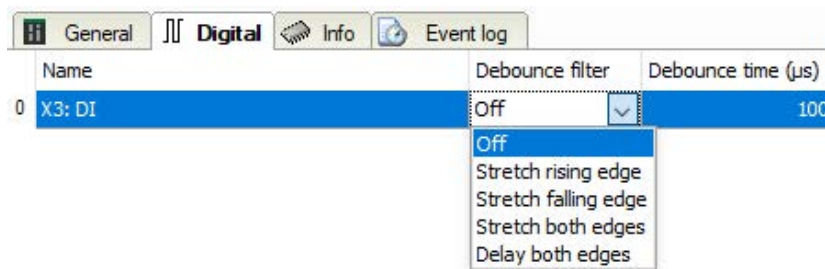 General Digital Info Event log
Name Debounce filter Debounce time (µs)
0 X3: DI Off 100
Off
Stretch rising edge
Stretch falling edge
Stretch both edges
Delay both edges